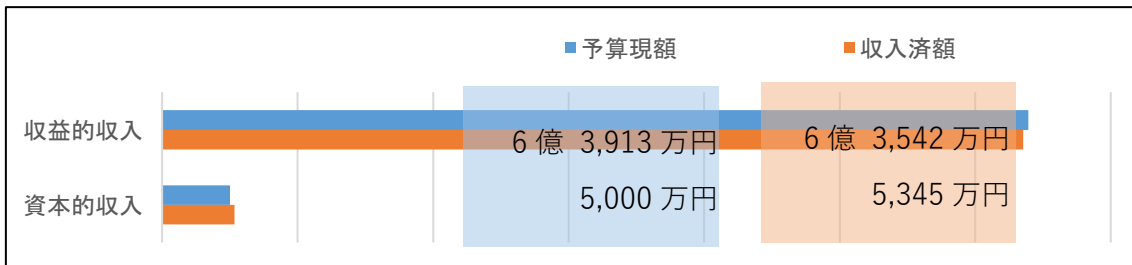 予算現額 収入済額
収益的収入 6億 3,913 万円 6億 3,542 万円
資本的収入 5,000 万円 5,345 万円